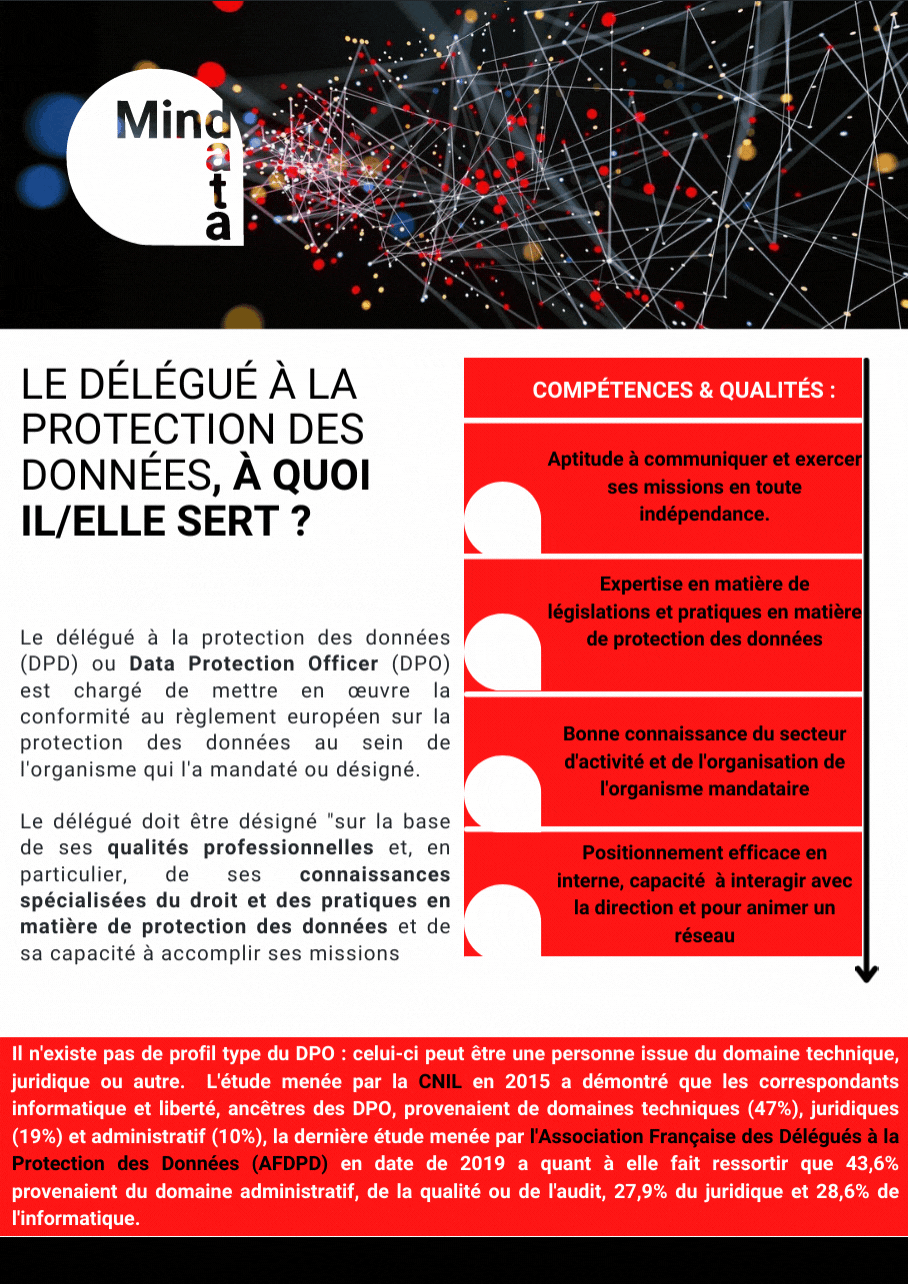 Mind
a
t
a
LE DÉLÉGUÉ À LA
PROTECTION DES
DONNÉES, À QUOI
IL/ELLE SERT ?
Le délégué à la protection des données
(DPD) ou Data Protection Officer (DPO)
est chargé de mettre en œuvre la
conformité au règlement européen sur la
protection des données au sein de
l'organisme qui l'a mandaté ou désigné.
Le délégué doit être désigné "sur la base
de ses qualités professionnelles et, en
particulier, de ses connaissances
spécialisées du droit et des pratiques en
matière de protection des données et de
sa capacité à accomplir ses missions
COMPÉTENCES & QUALITÉS :
Aptitude à communiquer et exercer
ses missions en toute
indépendance.
Expertise en matière de
législations et pratiques en matière
de protection des données
Bonne connaissance du secteur
d'activité et de l'organisation de
l'organisme mandataire
Positionnement efficace en
interne, capacité à interagir avec
la direction et pour animer un
réseau
Il n'existe pas de profil type du DPO : celui-ci peut être une personne issue du domaine technique,
juridique ou autre. L'étude menée par la CNIL en 2015 a démontré que les correspondants
informatique et liberté, ancêtres des DPO, provenaient de domaines techniques (47%), juridiques
(19%) et administratif (10%), la dernière étude menée par l'Association Française des Délégués à la
Protection des Données (AFDPD) en date de 2019 a quant à elle fait ressortir que 43,6%
provenaient du domaine administratif, de la qualité ou de l'audit, 27,9% du juridique et 28,6% de
l'informatique.